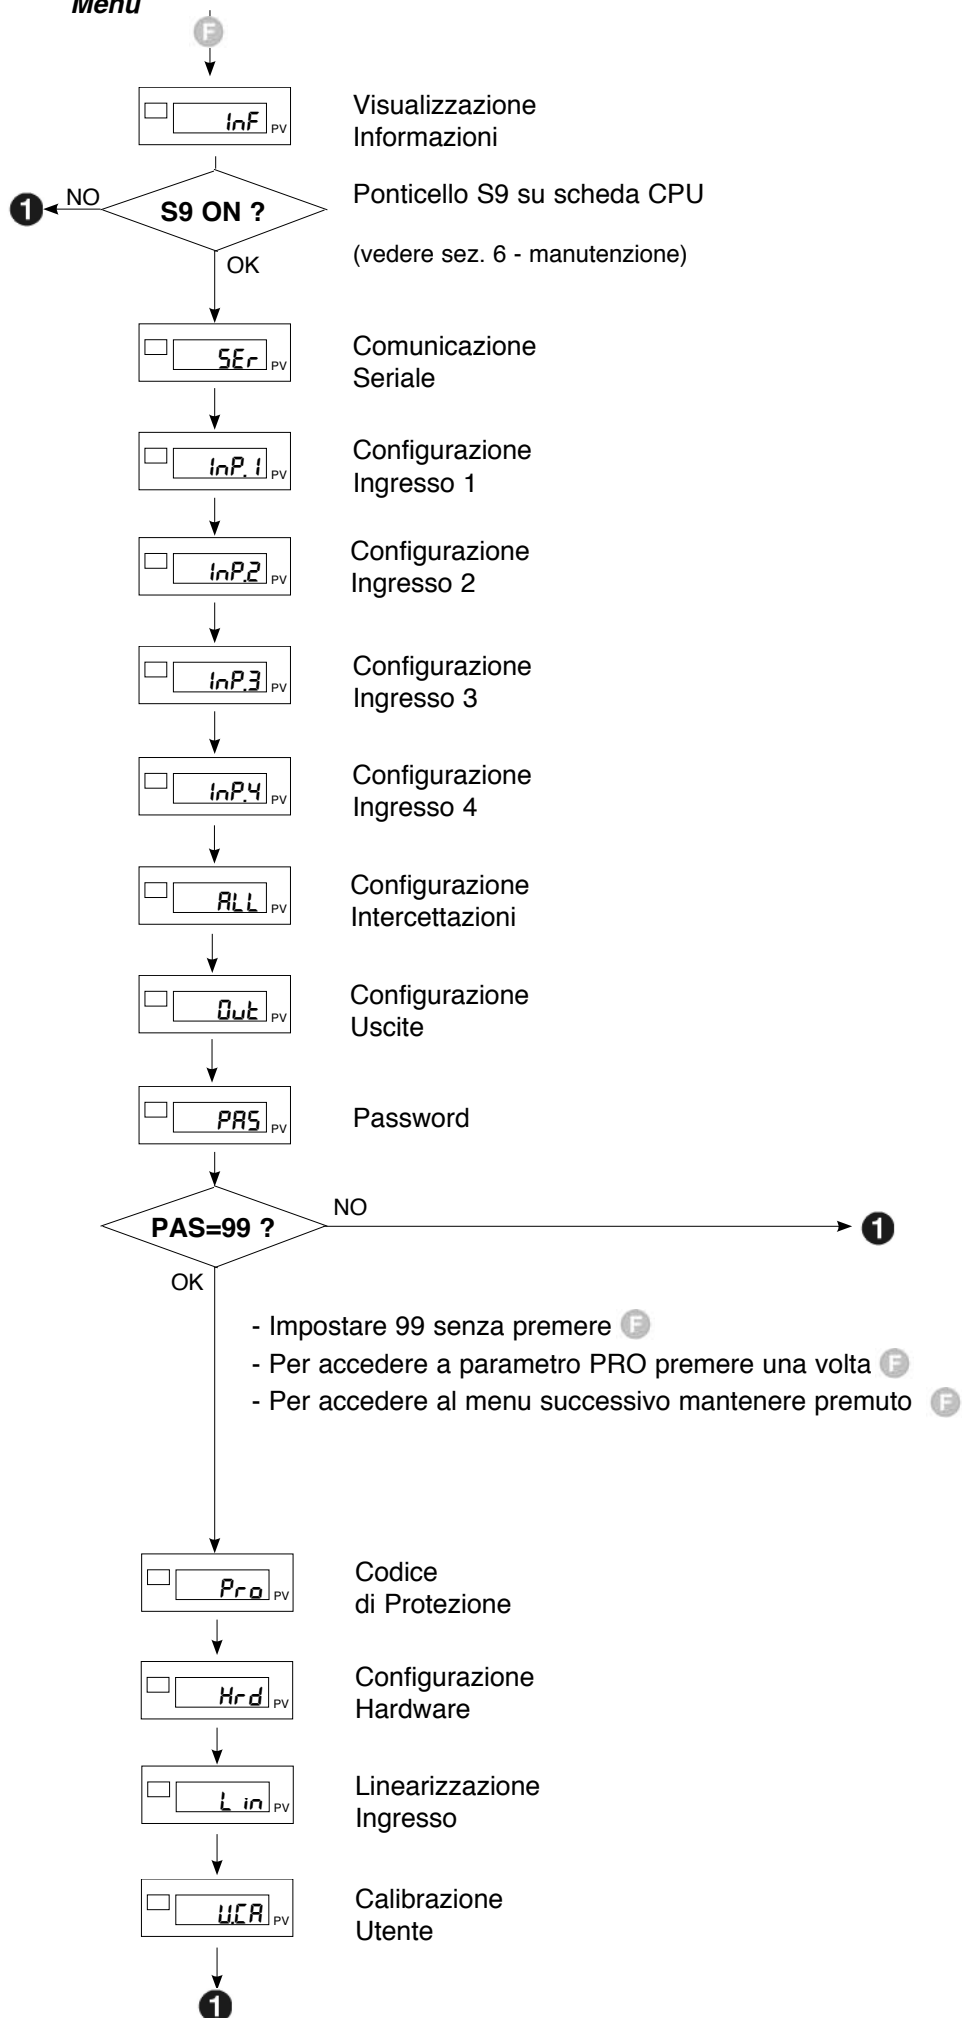 Menu
F
InF PV
Visualizzazione
Informazioni
1 NO
S9 ON ?
Ponticello S9 su scheda CPU
(vedere sez. 6 - manutenzione)
OK
SEr PV
Comunicazione
Seriale
InP.1 PV
Configurazione
Ingresso 1
InP.2 PV
Configurazione
Ingresso 2
InP.3 PV
Configurazione
Ingresso 3
InP.4 PV
Configurazione
Ingresso 4
ALL PV
Configurazione
Intercettazioni
Out PV
Configurazione
Uscite
PAS PV
Password
PAS=99 ?
NO
1
OK
- Impostare 99 senza premere F
- Per accedere a parametro PRO premere una volta F
- Per accedere al menu successivo mantenere premuto F
Pro PV
Codice
di Protezione
Hrd PV
Configurazione
Hardware
Lin PV
Linearizzazione
Ingresso
U.CA PV
Calibrazione
Utente
1